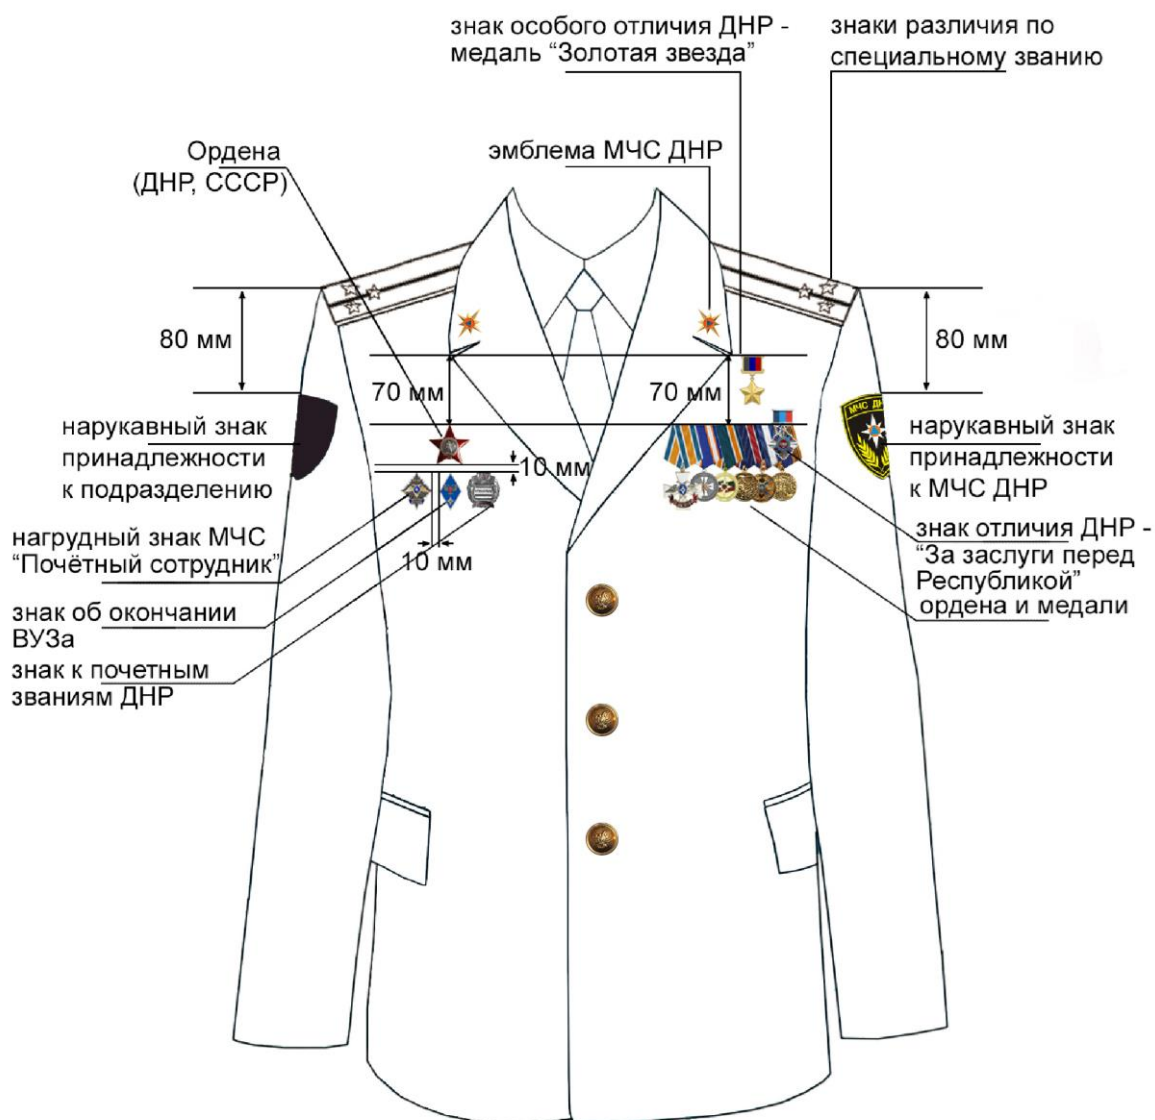 знак особого отличия ДНР -
медаль “Золотая звезда”
знаки различия по
специальному званию
Ордена
(ДНР, СССР)
эмблема МЧС ДНР
80 мм
80 мм
70 мм
70 мм
МЧС ДНР
нарукавный знак
принадлежности
к подразделению
10 мм
нарукавный знак
принадлежности
к МЧС ДНР
нагрудный знак МЧС
“Почётный сотрудник”
10 мм
знак отличия ДНР -
“За заслуги перед
Республикой”
ордена и медали
знак об окончании
ВУЗа
знак к почетным
званиям ДНР